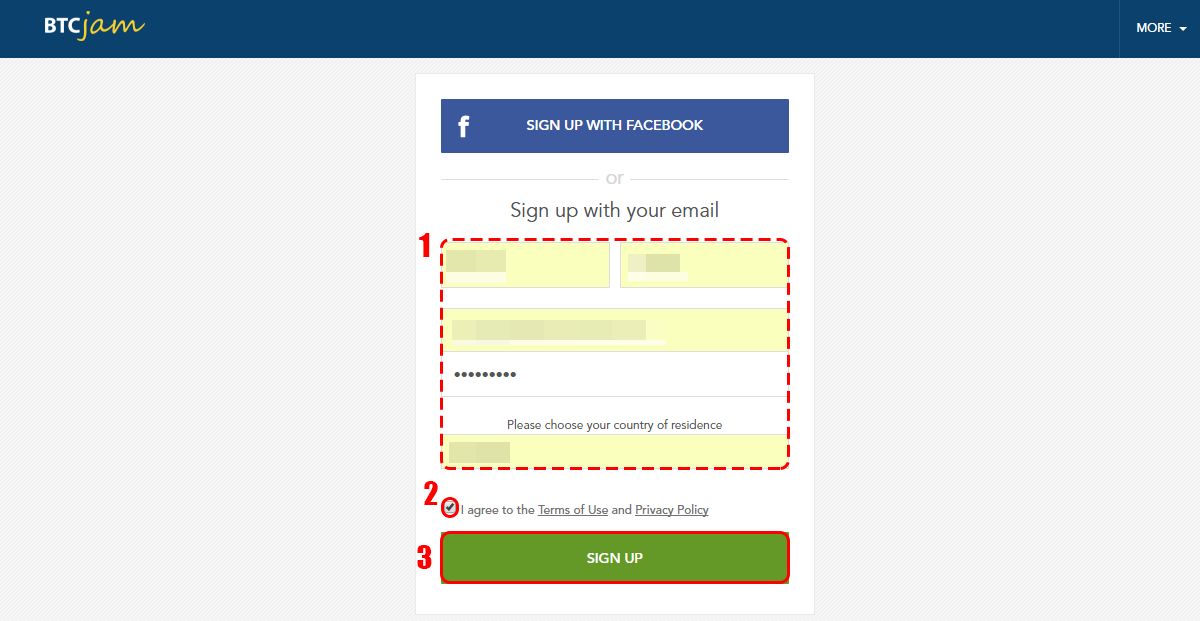 BTCjam
MORE
f
SIGN UP WITH FACEBOOK
or
Sign up with your email
1
•••••••••
Please choose your country of residence
2
I agree to the Terms of Use and Privacy Policy
3
SIGN UP